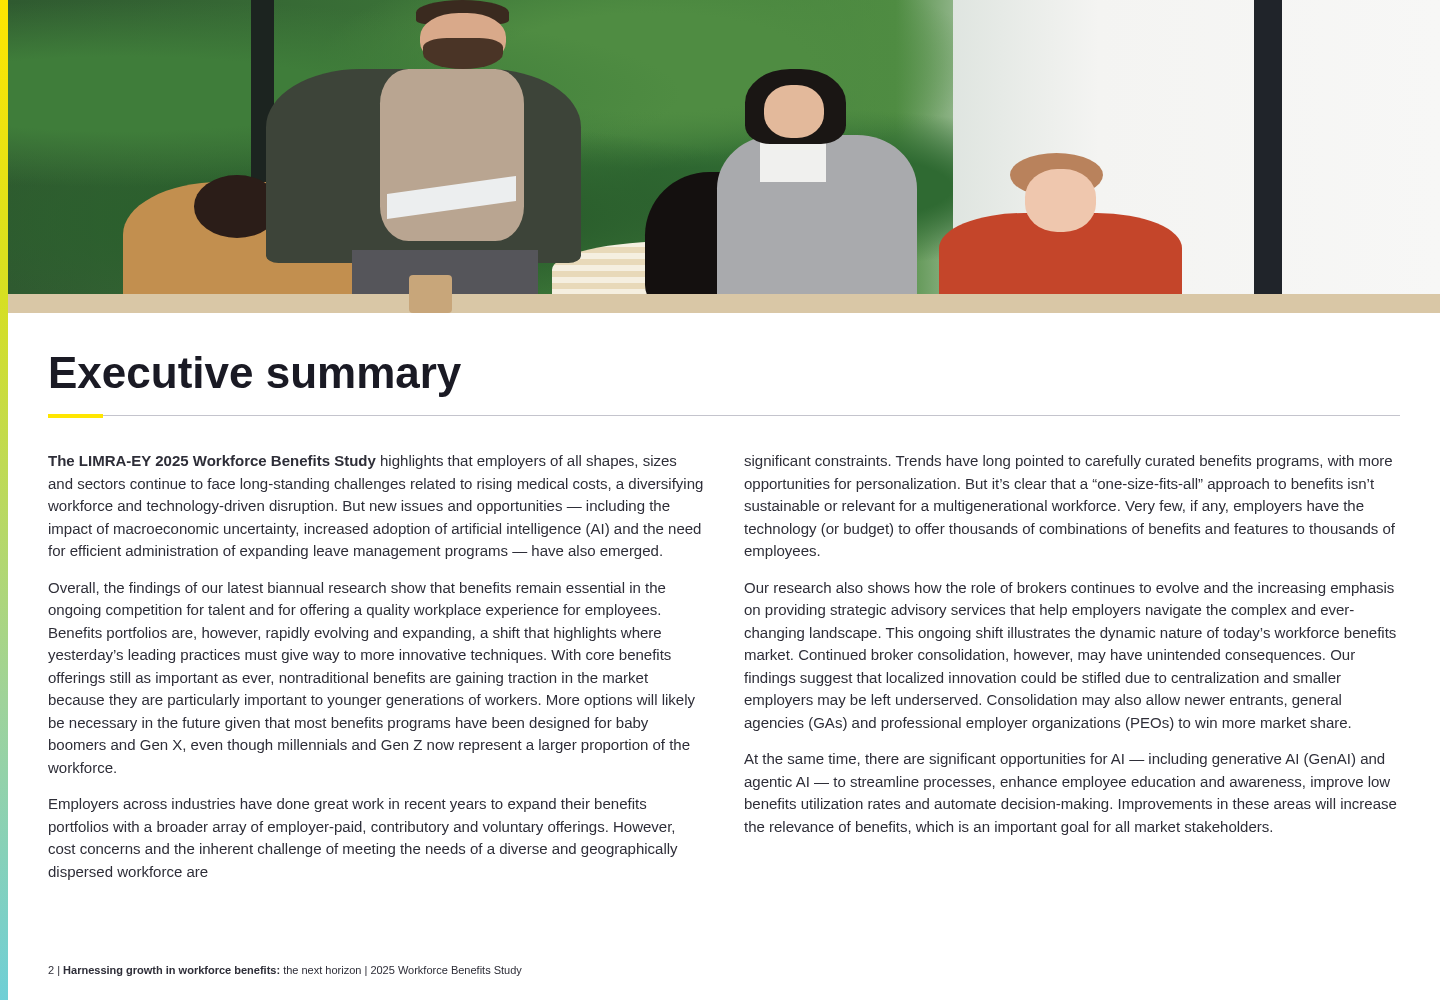 Executive summary
The LIMRA-EY 2025 Workforce Benefits Study highlights that employers of all shapes, sizes
and sectors continue to face long-standing challenges related to rising medical costs, a diversifying
workforce and technology-driven disruption. But new issues and opportunities — including the
impact of macroeconomic uncertainty, increased adoption of artificial intelligence (AI) and the need
for efficient administration of expanding leave management programs — have also emerged.
Overall, the findings of our latest biannual research show that benefits remain essential in the
ongoing competition for talent and for offering a quality workplace experience for employees.
Benefits portfolios are, however, rapidly evolving and expanding, a shift that highlights where
yesterday’s leading practices must give way to more innovative techniques. With core benefits
offerings still as important as ever, nontraditional benefits are gaining traction in the market
because they are particularly important to younger generations of workers. More options will likely
be necessary in the future given that most benefits programs have been designed for baby
boomers and Gen X, even though millennials and Gen Z now represent a larger proportion of the
workforce.
Employers across industries have done great work in recent years to expand their benefits
portfolios with a broader array of employer-paid, contributory and voluntary offerings. However,
cost concerns and the inherent challenge of meeting the needs of a diverse and geographically
dispersed workforce are
significant constraints. Trends have long pointed to carefully curated benefits programs, with more
opportunities for personalization. But it’s clear that a “one-size-fits-all” approach to benefits isn’t
sustainable or relevant for a multigenerational workforce. Very few, if any, employers have the
technology (or budget) to offer thousands of combinations of benefits and features to thousands of
employees.
Our research also shows how the role of brokers continues to evolve and the increasing emphasis
on providing strategic advisory services that help employers navigate the complex and ever-
changing landscape. This ongoing shift illustrates the dynamic nature of today’s workforce benefits
market. Continued broker consolidation, however, may have unintended consequences. Our
findings suggest that localized innovation could be stifled due to centralization and smaller
employers may be left underserved. Consolidation may also allow newer entrants, general
agencies (GAs) and professional employer organizations (PEOs) to win more market share.
At the same time, there are significant opportunities for AI — including generative AI (GenAI) and
agentic AI — to streamline processes, enhance employee education and awareness, improve low
benefits utilization rates and automate decision-making. Improvements in these areas will increase
the relevance of benefits, which is an important goal for all market stakeholders.
2 | Harnessing growth in workforce benefits: the next horizon | 2025 Workforce Benefits Study